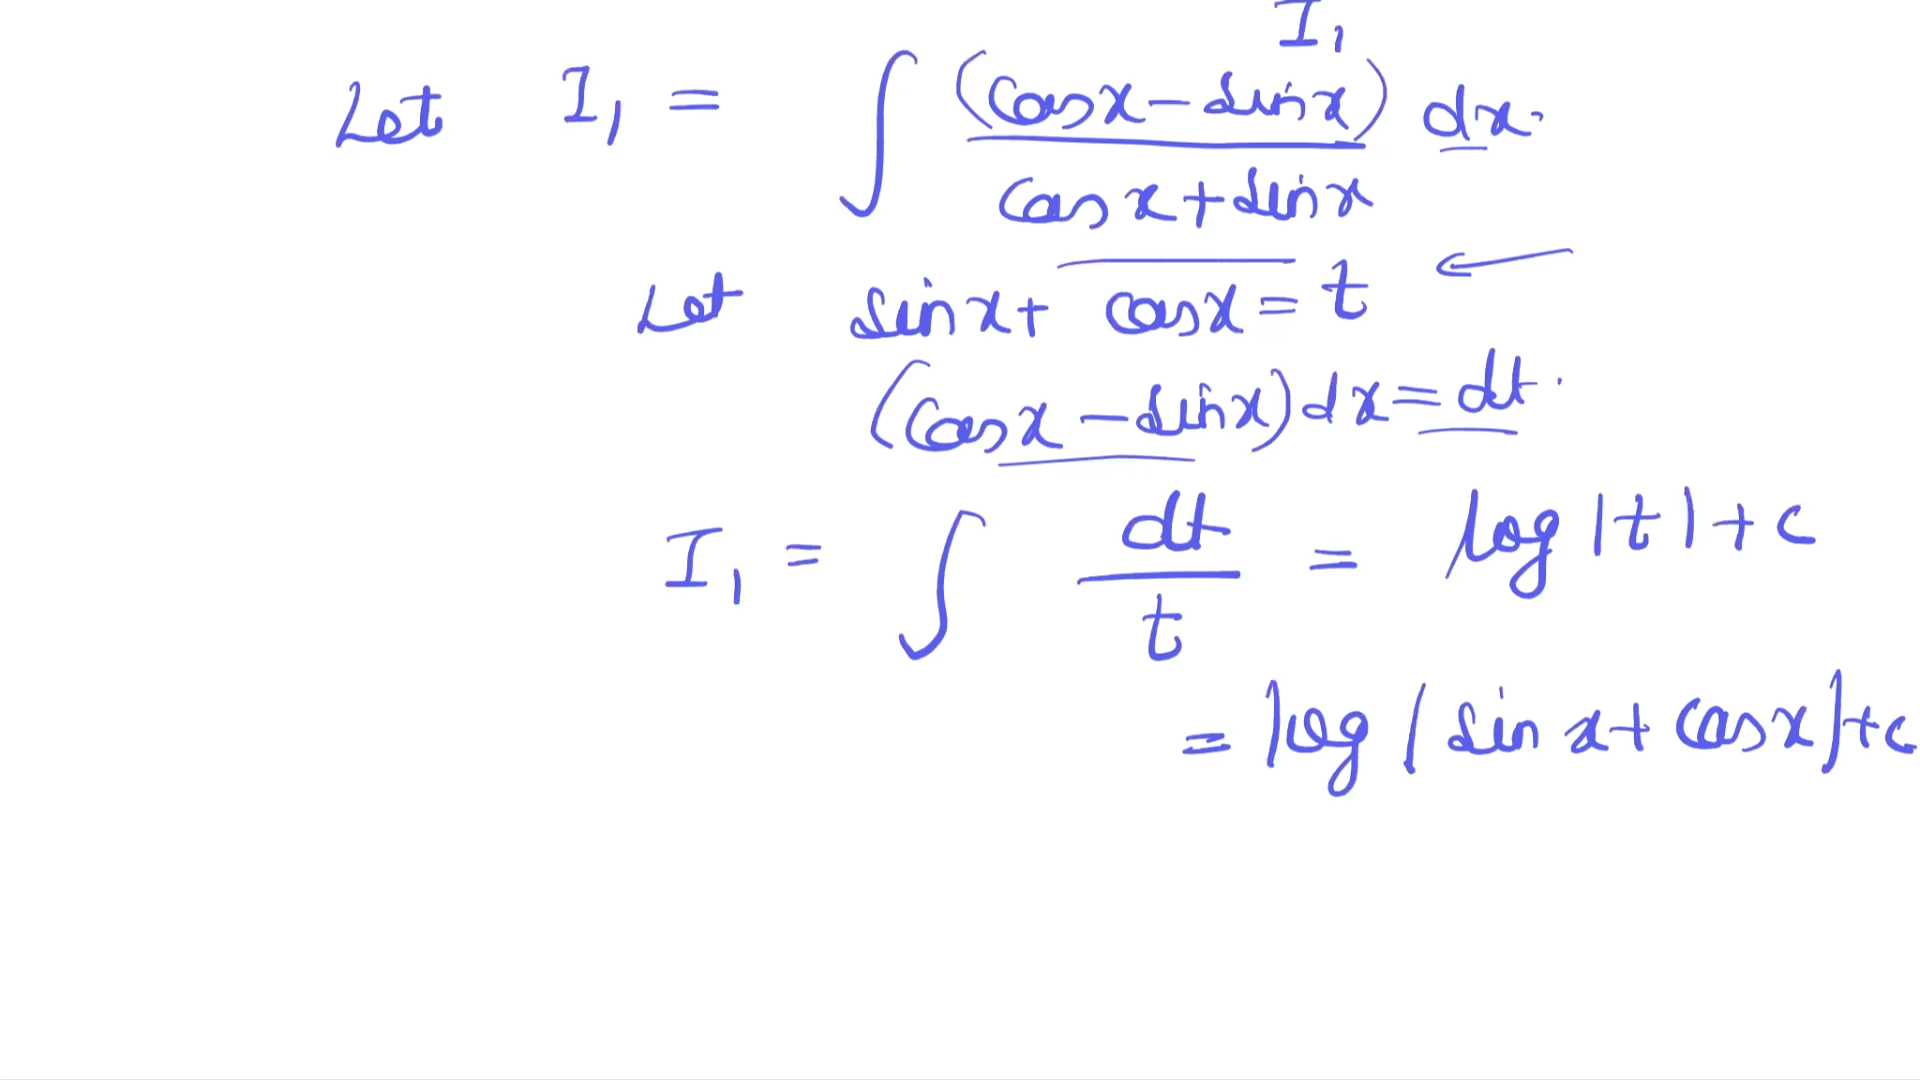 I₁
Let I₁ = ∫ (cosx - sinx) / (cosx + sinx) dx.
Let sinx + cosx = t
(cosx - sinx)dx = dt.
I₁ = ∫ dt / t = log |t| + c
= log |sin x + cosx| + c